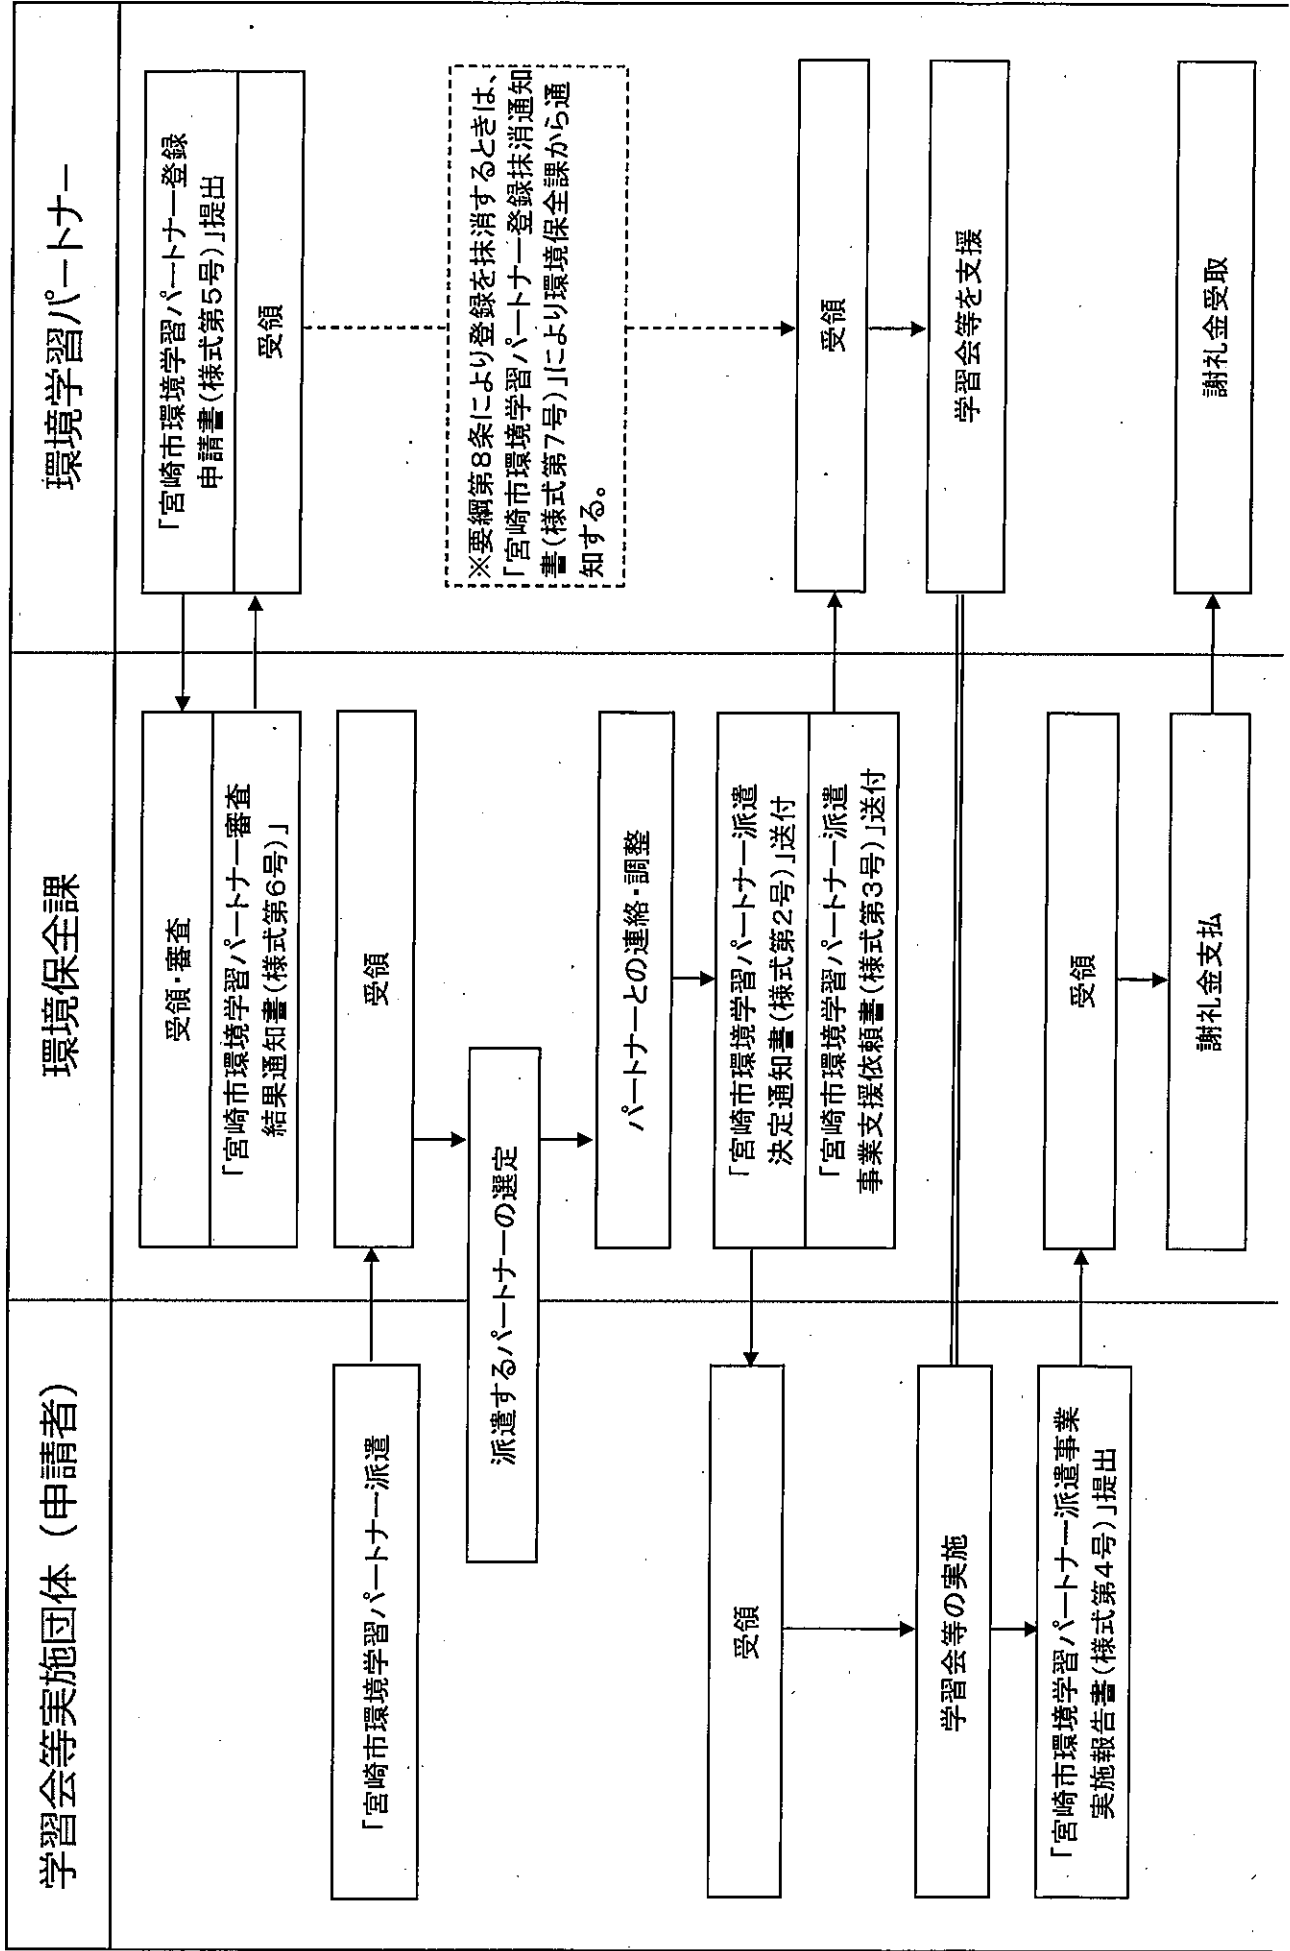 学習会等実施団体（申請者）
環境保全課
環境学習パートナー
「宮崎市環境学習パートナー登録
申請書(様式第5号)」提出
受領・審査
「宮崎市環境学習パートナー審査
結果通知書(様式第6号)」
受領
「宮崎市環境学習パートナー派遣
受領
派遣するパートナーの選定
※要綱第8条により登録を抹消するときは、
「宮崎市環境学習パートナー登録抹消通知
書(様式第7号)」により環境保全課から通
知する。
パートナーとの連絡・調整
「宮崎市環境学習パートナー派遣
決定通知書(様式第2号)」送付
「宮崎市環境学習パートナー派遣
事業支援依頼書(様式第3号)」送付
受領
受領
学習会等の実施
学習会等を支援
「宮崎市環境学習パートナー派遣事業
実施報告書(様式第4号)」提出
受領
謝礼金支払
謝礼金受取